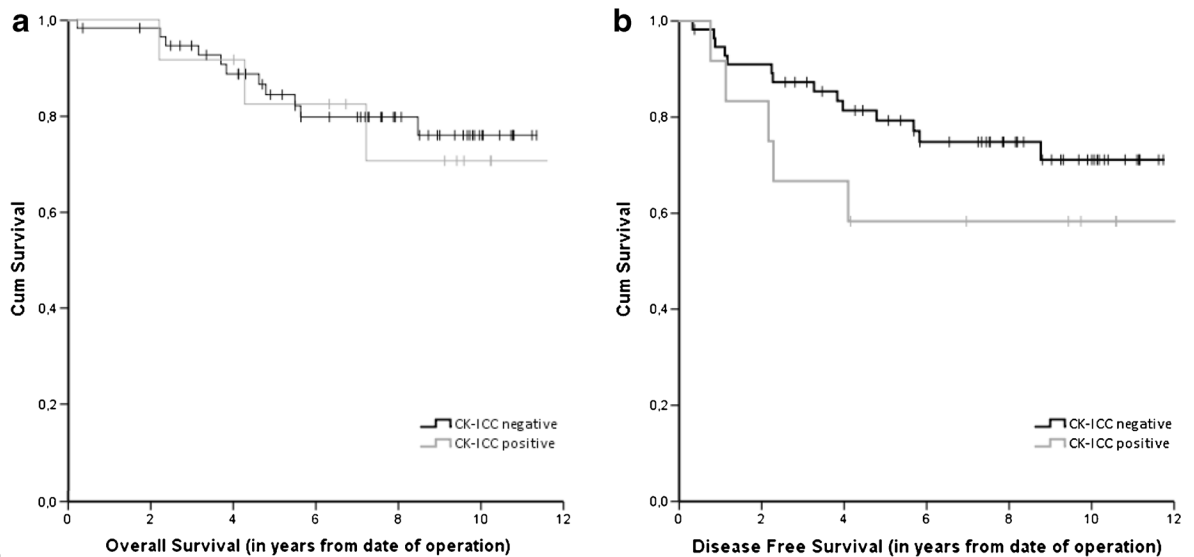 a
Cum Survival
1,0
0,8
0,6
0,4
0,2
0,0
0 2 4 6 8 10 12
Overall Survival (in years from date of operation)
CK-ICC negative
CK-ICC positive
b
Cum Survival
1,0
0,8
0,6
0,4
0,2
0,0
0 2 4 6 8 10 12
Disease Free Survival (in years from date of operation)
CK-ICC negative
CK-ICC positive